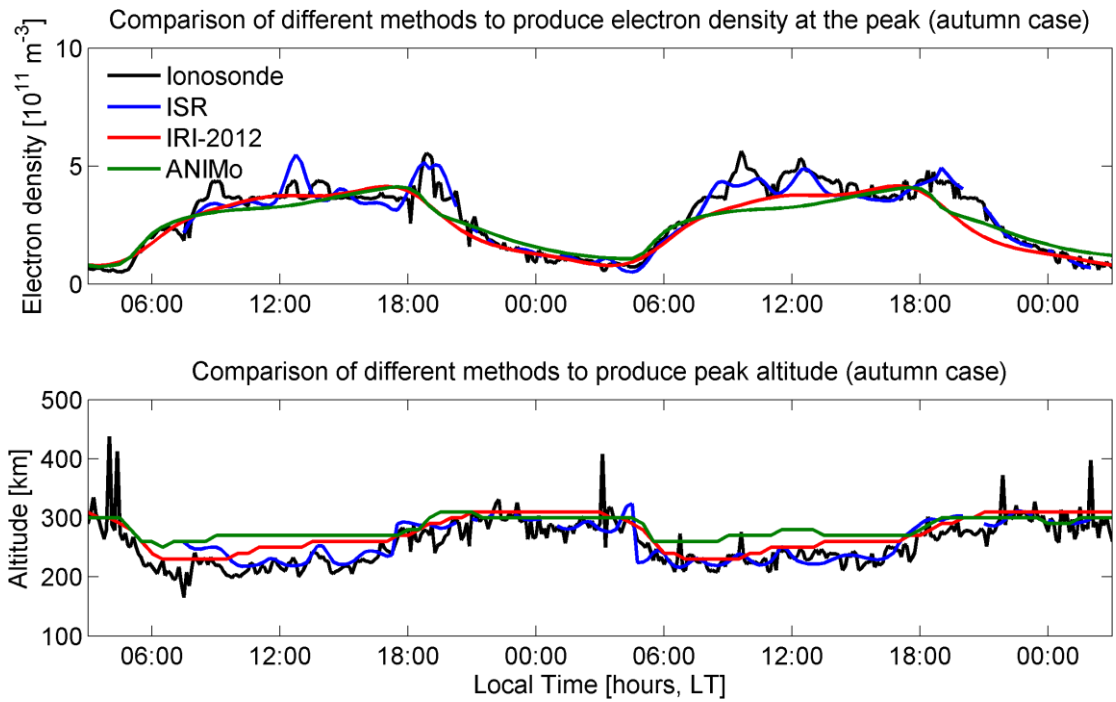 Comparison of different methods to produce electron density at the peak (autumn case)
Electron density [10¹¹ m⁻³]
10
5
0
Ionosonde
ISR
IRI-2012
ANIMo
06:00 12:00 18:00 00:00 06:00 12:00 18:00 00:00
Comparison of different methods to produce peak altitude (autumn case)
Altitude [km]
500
400
300
200
100
06:00 12:00 18:00 00:00 06:00 12:00 18:00 00:00
Local Time [hours, LT]